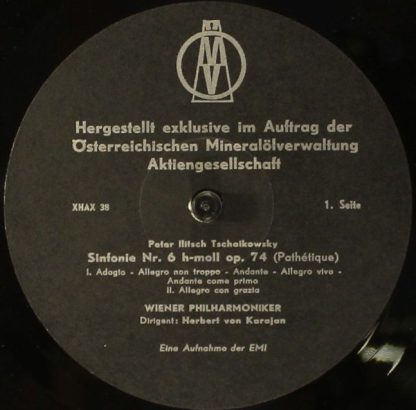 ÖMV
Hergestellt exklusive im Auftrag der
Österreichischen Mineralölverwaltung
Aktiengesellschaft
XHAX 38
1. Seite
Peter Ilitsch Tschaikowsky
Sinfonie Nr. 6 h-moll op. 74 (Pathétique)
I. Adagio - Allegro non troppo - Andante - Allegro vivo -
Andante come prima
II. Allegro con grazia
WIENER PHILHARMONIKER
Dirigent: Herbert von Karajan
Eine Aufnahme der EMI